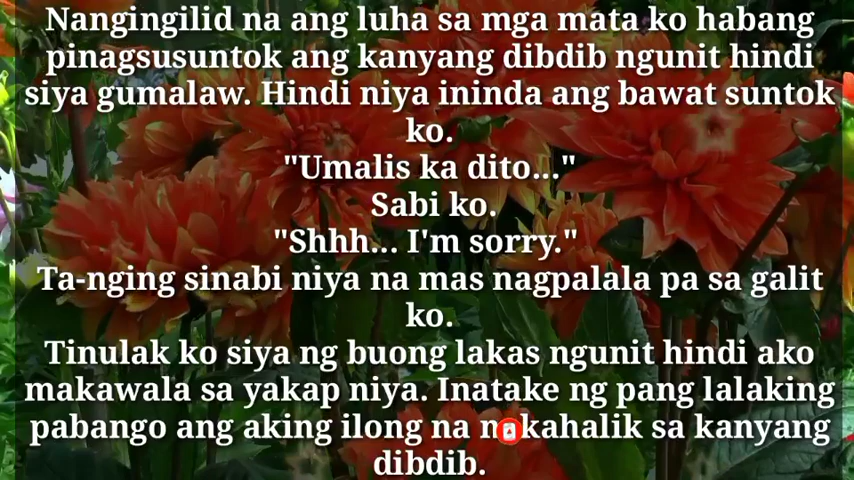 Nangingilid na ang luha sa mga mata ko habang
pinagsusuntok ang kanyang dibdib ngunit hindi
siya gumalaw. Hindi niya ininda ang bawat suntok
ko.
"Umalis ka dito..."
Sabi ko.
"Shhh... I'm sorry."
Ta-nging sinabi niya na mas nagpalala pa sa galit
ko.
Tinulak ko siya ng buong lakas ngunit hindi ako
makawala sa yakap niya. Inatake ng pang lalaking
pabango ang aking ilong na nakahalik sa kanyang
dibdib.